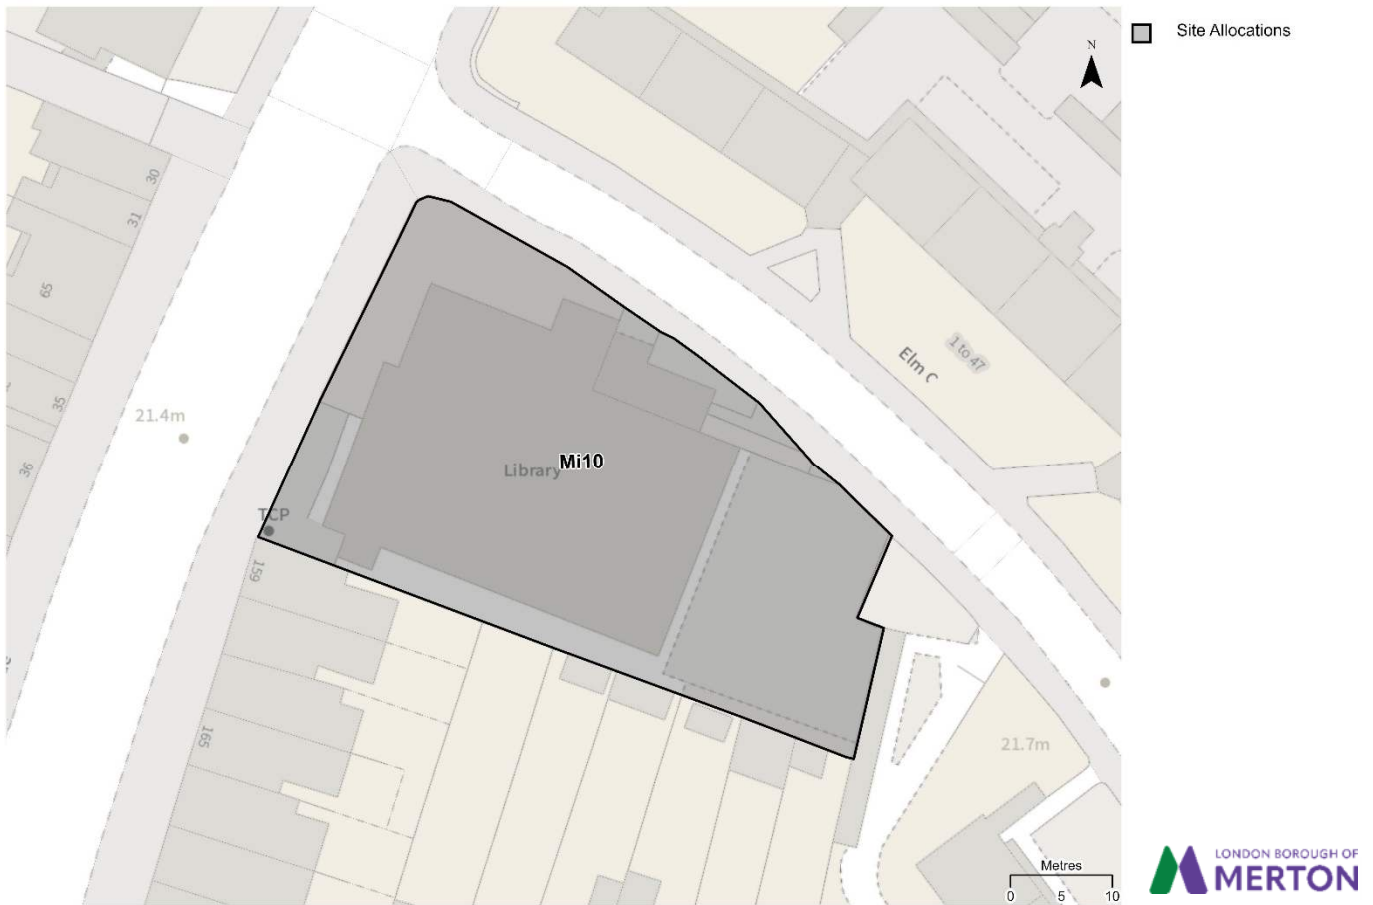 Site Allocations
N
30
31
65
35
36
21.4m
1 to 47
Elm C
Library
Mi10
TCP
159
165
21.7m
Metres
0 5 10
LONDON BOROUGH OF
MERTON